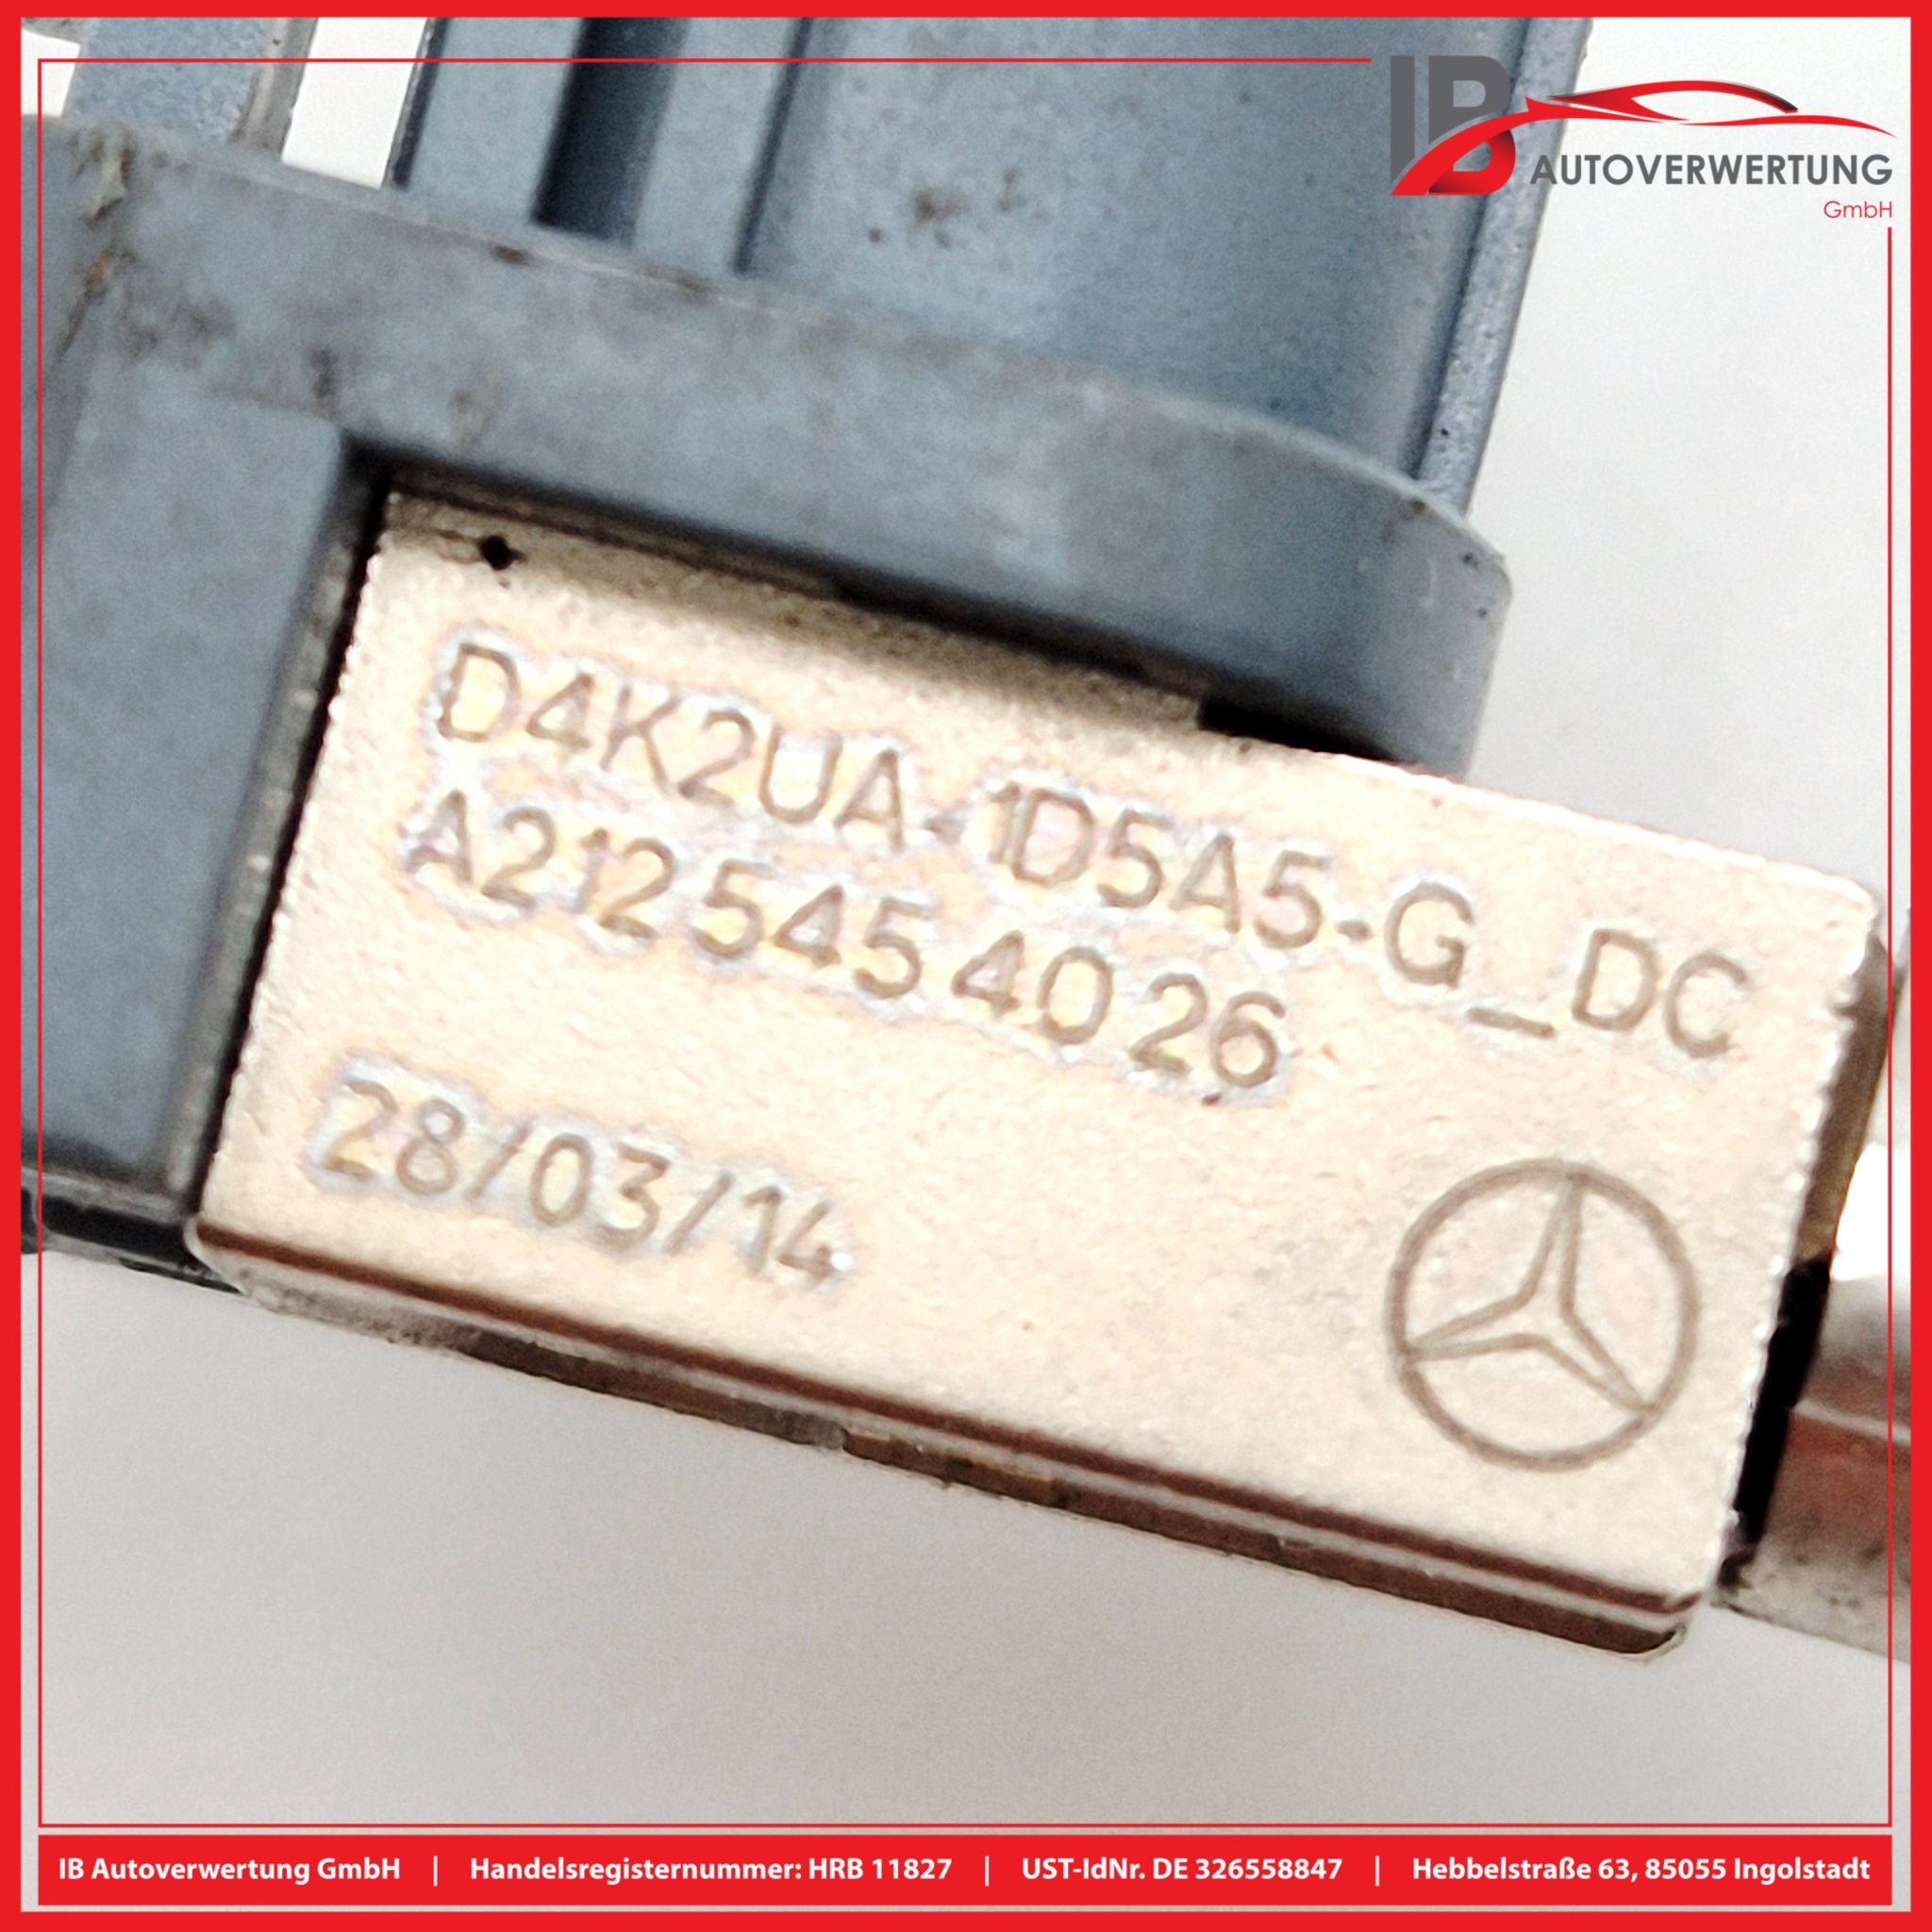 IB
AUTOVERWERTUNG
GmbH
D4K2UA-1D5A5-G_DC
A212 545 40 26
28/03/14
IB Autoverwertung GmbH | Handelsregisternummer: HRB 11827 | UST-IdNr. DE 326558847 | Hebbelstraße 63, 85055 Ingolstadt